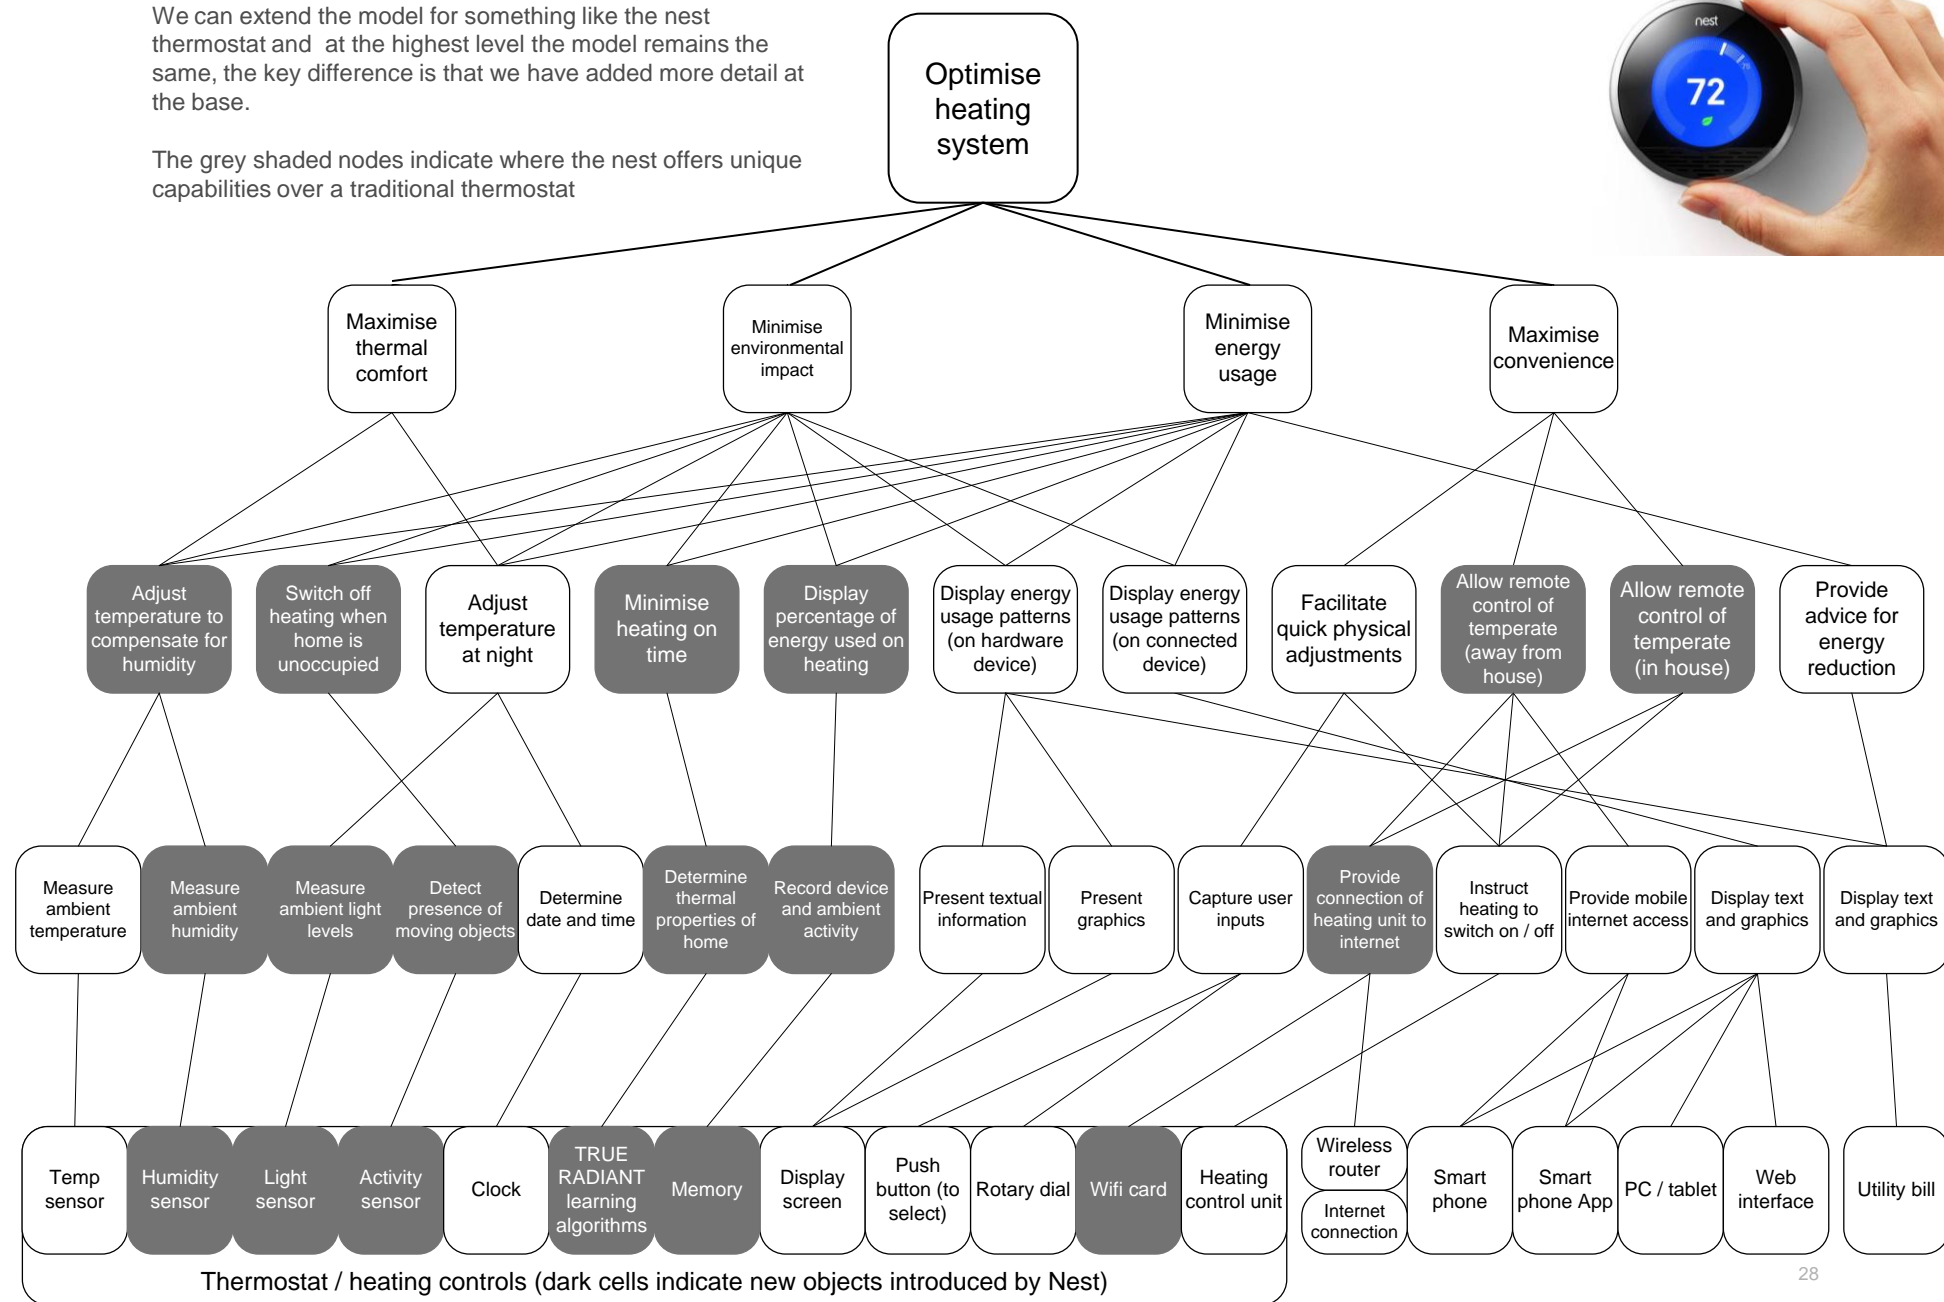 We can extend the model for something like the nest
thermostat and at the highest level the model remains the
same, the key difference is that we have added more detail at
the base.
The grey shaded nodes indicate where the nest offers unique
capabilities over a traditional thermostat
nest
72
Optimise
heating
system
Maximise
thermal
comfort
Minimise
environmental
impact
Minimise
energy
usage
Maximise
convenience
Adjust
temperature to
compensate for
humidity
Switch off
heating when
home is
unoccupied
Adjust
temperature
at night
Minimise
heating on
time
Display
percentage of
energy used on
heating
Display energy
usage patterns
(on hardware
device)
Display energy
usage patterns
(on connected
device)
Facilitate
quick physical
adjustments
Allow remote
control of
temperate
(away from
house)
Allow remote
control of
temperate
(in house)
Provide
advice for
energy
reduction
Measure
ambient
temperature
Measure
ambient
humidity
Measure
ambient light
levels
Detect
presence of
moving objects
Determine
date and time
Determine
thermal
properties of
home
Record device
and ambient
activity
Present textual
information
Present
graphics
Capture user
inputs
Provide
connection of
heating unit to
internet
Instruct
heating to
switch on / off
Provide mobile
internet access
Display text
and graphics
Display text
and graphics
Temp
sensor
Humidity
sensor
Light
sensor
Activity
sensor
Clock
TRUE
RADIANT
learning
algorithms
Memory
Display
screen
Push
button (to
select)
Rotary dial
Wifi card
Heating
control unit
Wireless
router
Internet
connection
Smart
phone
Smart
phone App
PC / tablet
Web
interface
Utility bill
Thermostat / heating controls (dark cells indicate new objects introduced by Nest)
28